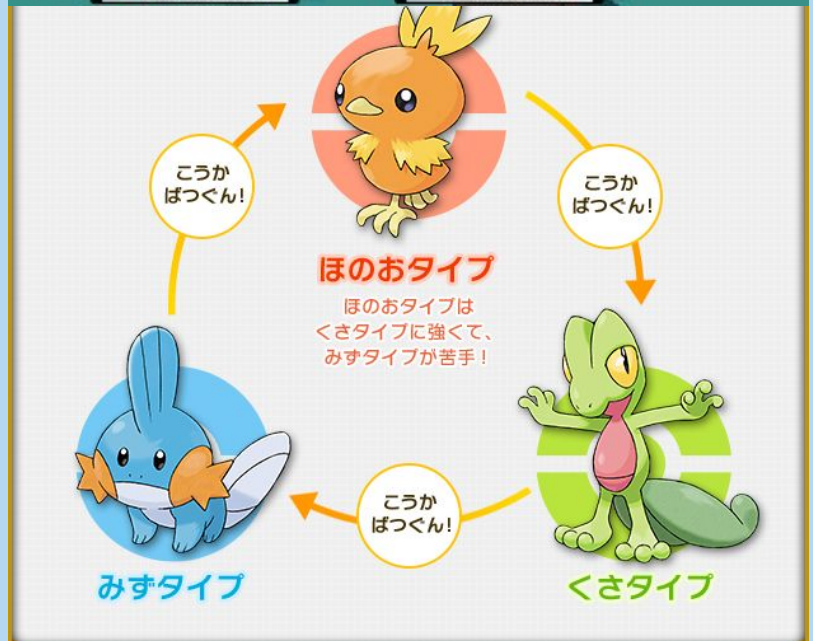 こうか
ばつぐん!
こうか
ばつぐん!
ほのおタイプ
ほのおタイプは
くさタイプに強くて、
みずタイプが苦手!
こうか
ばつぐん!
みずタイプ
くさタイプ